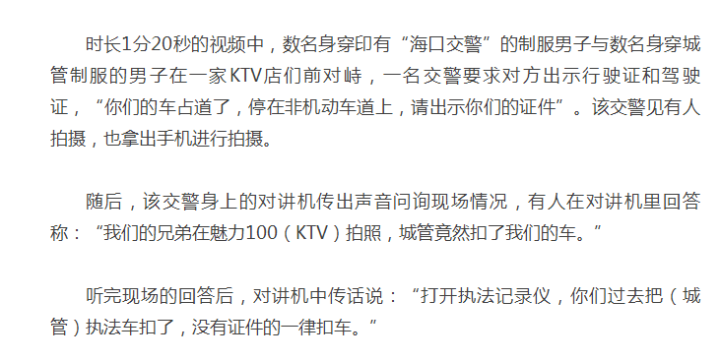 时长1分20秒的视频中，数名身穿印有“海口交警”的制服男子与数名身穿城
管制服的男子在一家KTV店们前对峙，一名交警要求对方出示行驶证和驾驶
证，“你们的车占道了，停在非机动车道上，请出示你们的证件”。该交警见有人
拍摄，也拿出手机进行拍摄。
随后，该交警身上的对讲机传出声音问询现场情况，有人在对讲机里回答
称：“我们的兄弟在魅力100（KTV）拍照，城管竟然扣了我们的车。”
听完现场的回答后，对讲机中传话说：“打开执法记录仪，你们过去把（城
管）执法车扣了，没有证件的一律扣车。”